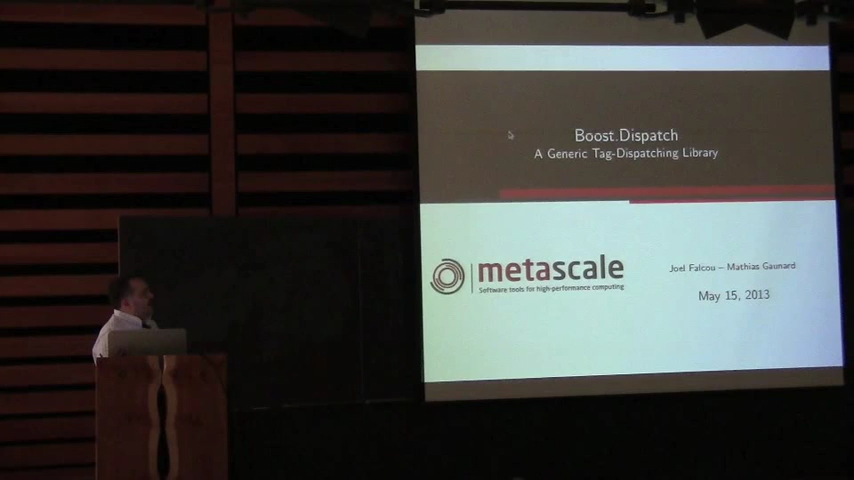 Boost.Dispatch
A Generic Tag-Dispatching Library
metascale
Software tools for high-performance computing
Joel Falcou – Mathias Gaunard
May 15, 2013